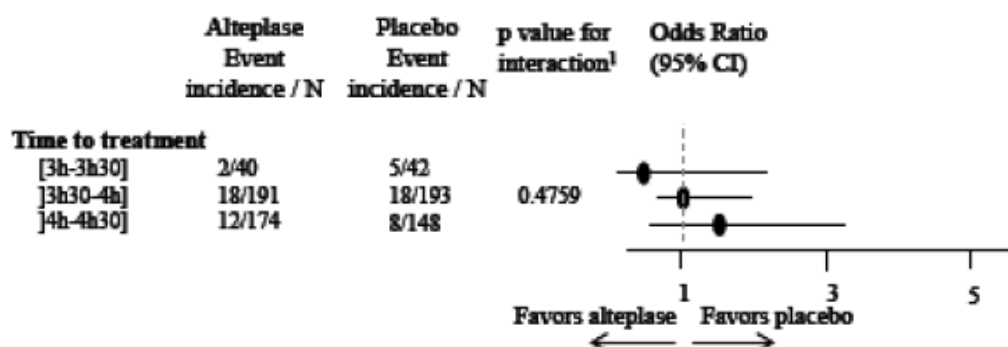 Alteplase Placebo p value for Odds Ratio
Event Event interaction¹ (95% CI)
incidence / N incidence / N
Time to treatment
[3h-3h30] 2/40 5/42
]3h30-4h] 18/191 18/193 0.4759
]4h-4h30] 12/174 8/148
1 3 5
Favors alteplase Favors placebo